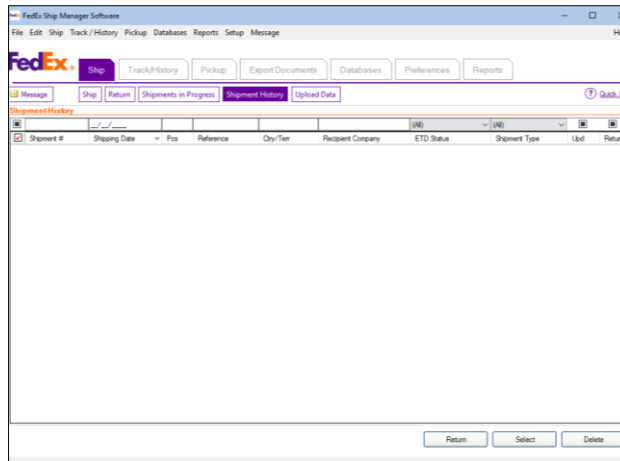 FedEx Ship Manager Software
File Edit Ship Track / History Pickup Databases Reports Setup Message
FedEx. Ship Track/History Pickup Export Documents Databases Preferences Reports
Message Ship Return Shipments in Progress Shipment History Upload Data ? Quick
Shipment History
__/__/____ (All) (All)
Shipment # Shipping Date Pcs Reference Ctry/Terr Recipient Company ETD Status Shipment Type Upd Retur
Return Select Delete